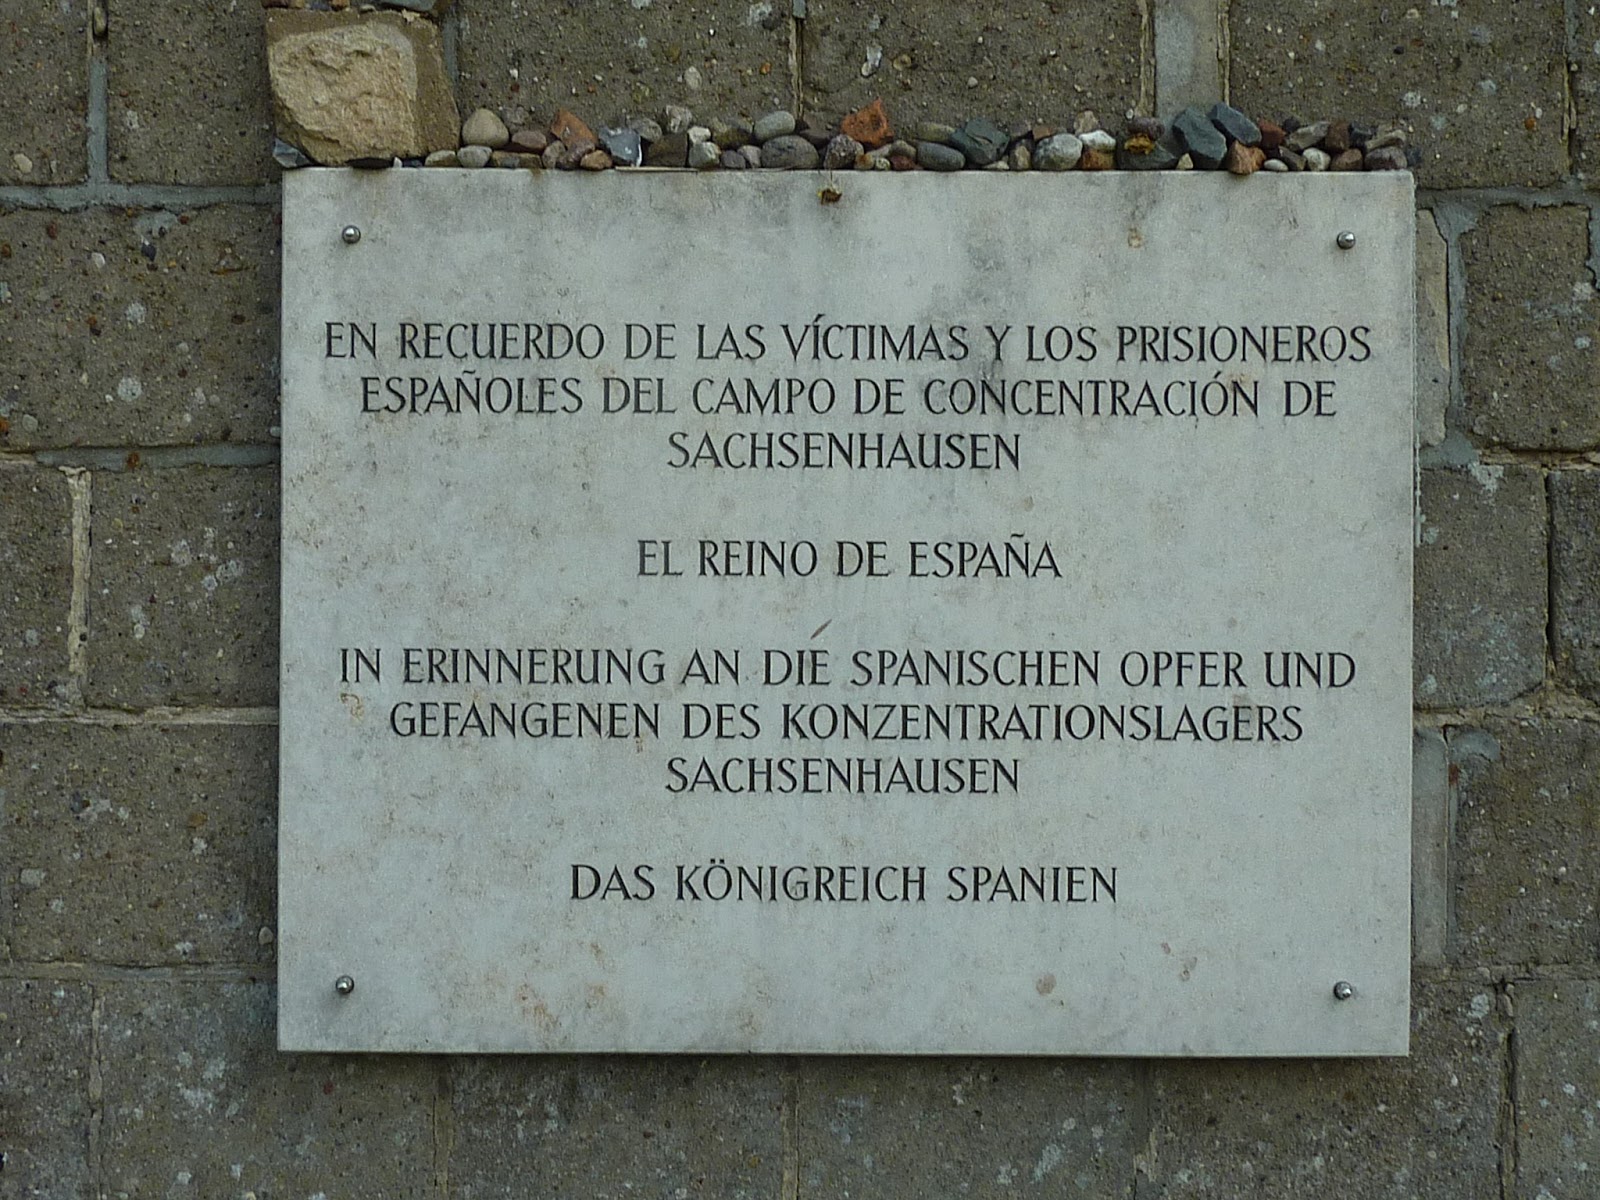 EN RECUERDO DE LAS VÍCTIMAS Y LOS PRISIONEROS
ESPAÑOLES DEL CAMPO DE CONCENTRACIÓN DE
SACHSENHAUSEN
EL REINO DE ESPAÑA
IN ERINNERUNG AN DIE SPANISCHEN OPFER UND
GEFANGENEN DES KONZENTRATIONSLAGERS
SACHSENHAUSEN
DAS KÖNIGREICH SPANIEN